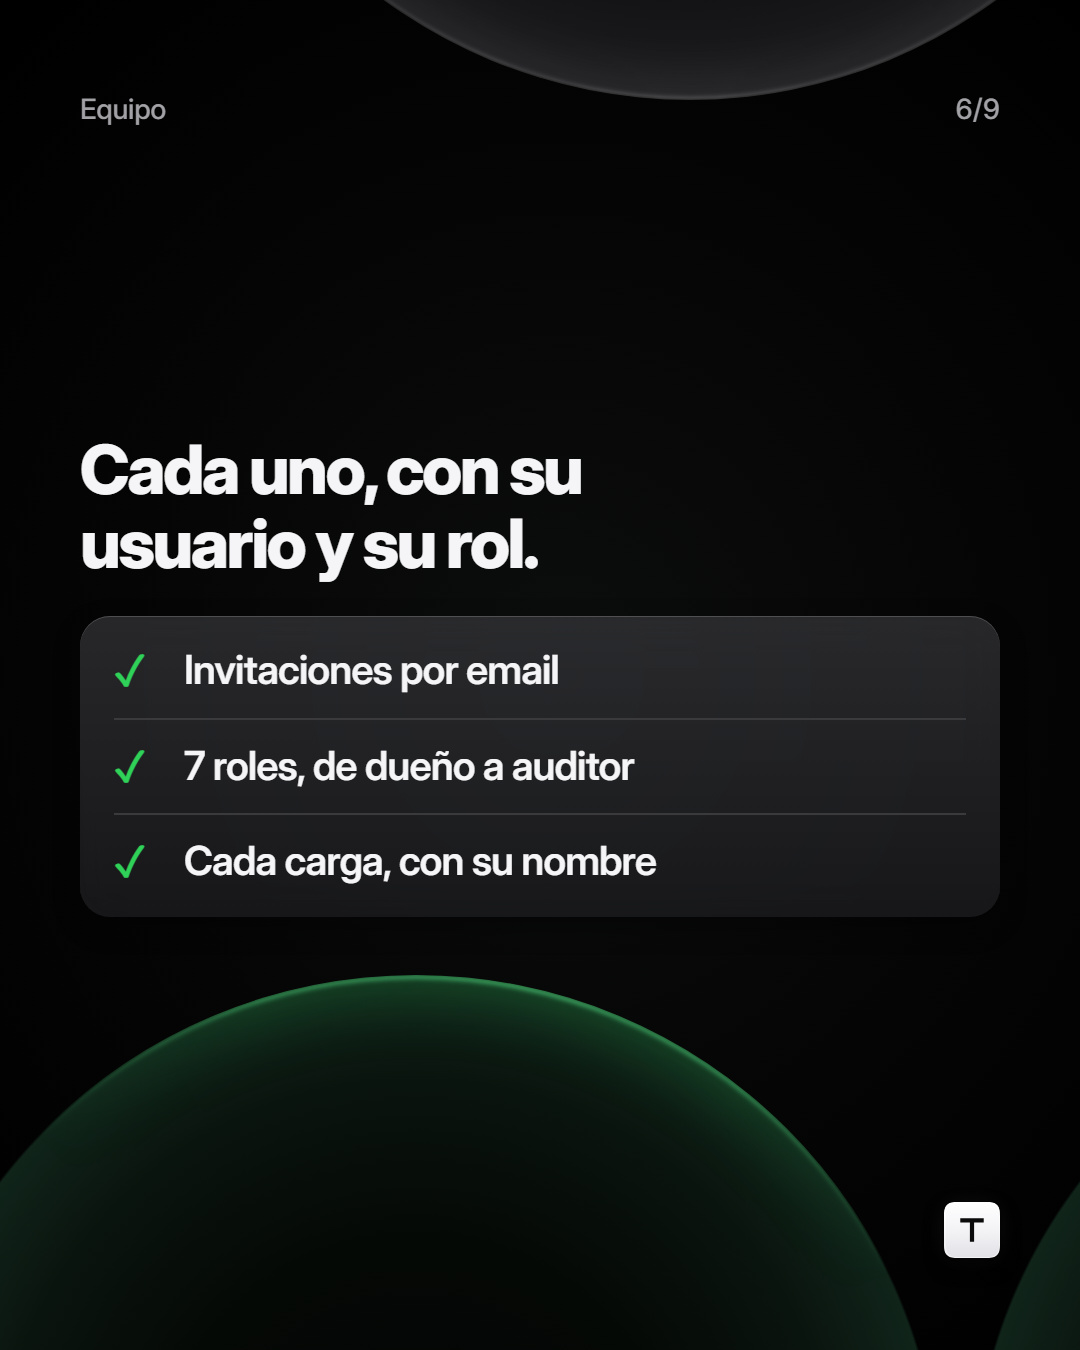 Equipo
6/9
Cada uno, con su
usuario y su rol.
✓ Invitaciones por email
✓ 7 roles, de dueño a auditor
✓ Cada carga, con su nombre
T